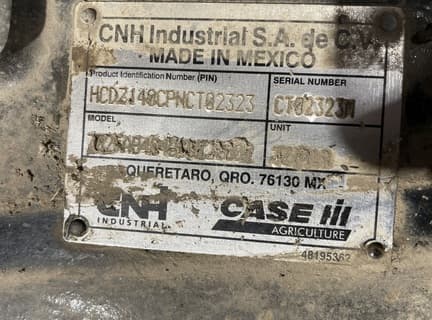 CNH Industrial S.A. de C.V.
MADE IN MEXICO
Product Identification Number (PIN)
SERIAL NUMBER
HCDZ140CPNCT02323
CT02323M
MODEL
UNIT
QUERETARO, QRO. 76130 MX
CNH
INDUSTRIAL
CASE IH
AGRICULTURE
48195362